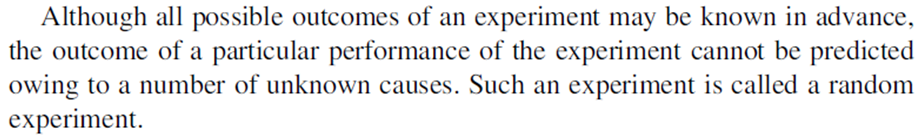 Although all possible outcomes of an experiment may be known in advance,
the outcome of a particular performance of the experiment cannot be predicted
owing to a number of unknown causes. Such an experiment is called a random
experiment.